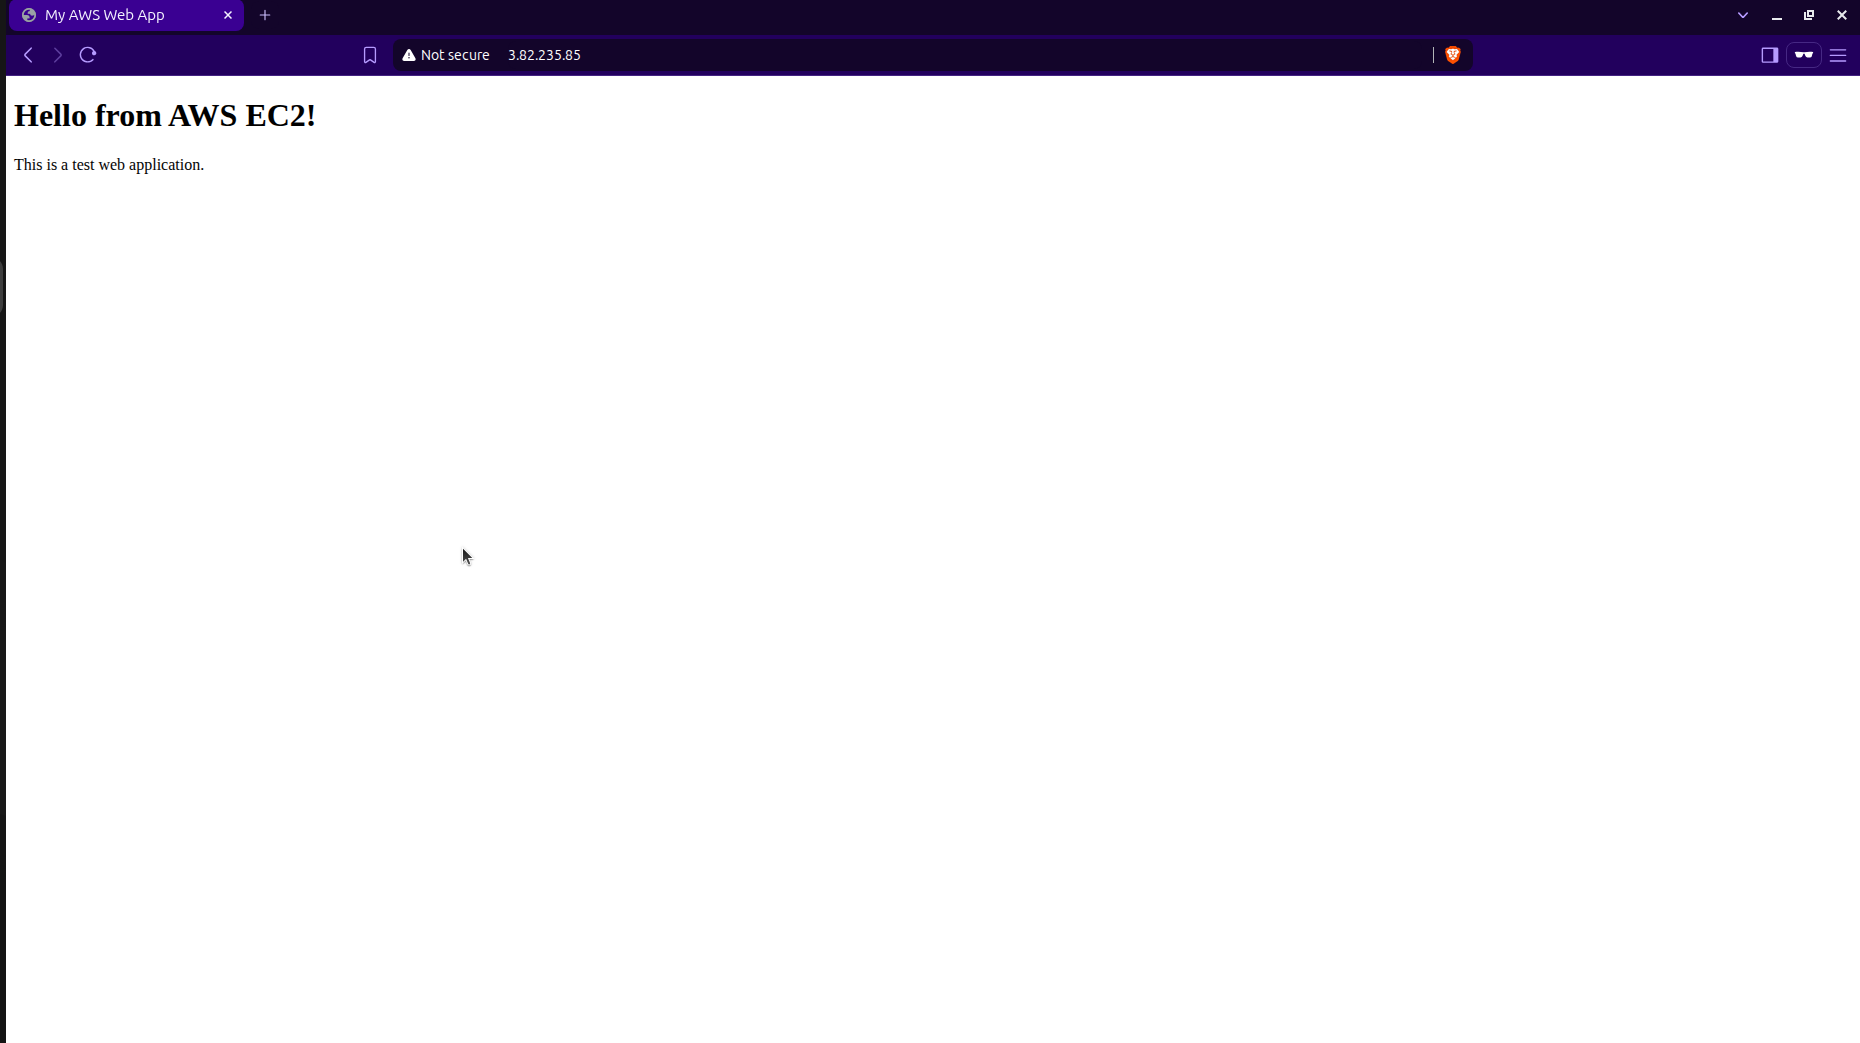 My AWS Web App
Not secure 3.82.235.85
Hello from AWS EC2!
This is a test web application.